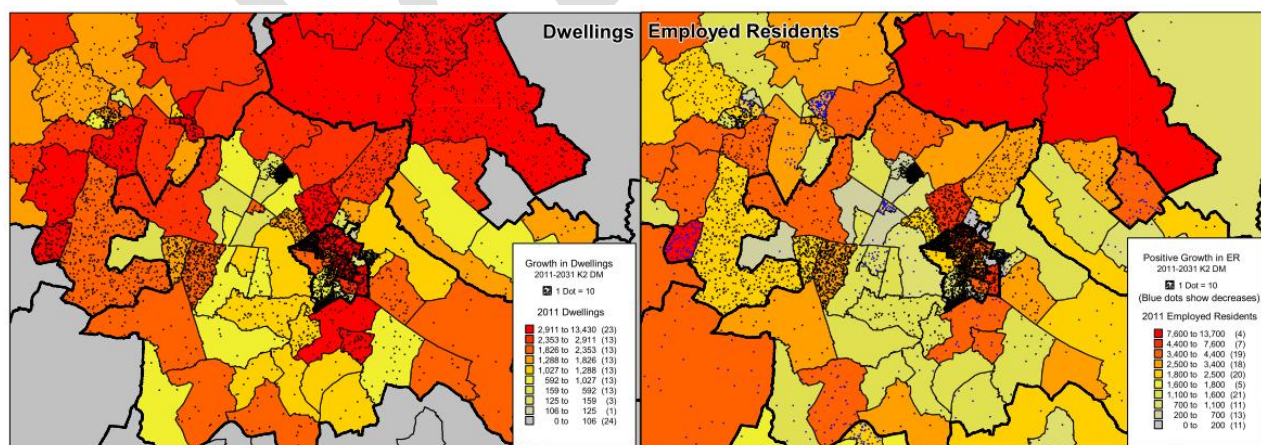 Dwellings
Employed Residents
Growth in Dwellings
2011-2031 K2 DM
1 Dot = 10
2011 Dwellings
2,911 to 13,430 (23)
2,353 to 2,911 (13)
1,826 to 2,353 (13)
1,288 to 1,826 (13)
1,027 to 1,288 (13)
592 to 1,027 (13)
159 to 592 (13)
125 to 159 (3)
106 to 125 (1)
0 to 106 (24)
Positive Growth in ER
2011-2031 K2 DM
1 Dot = 10
(Blue dots show decreases)
2011 Employed Residents
7,600 to 13,700 (4)
4,400 to 7,600 (7)
3,400 to 4,400 (19)
2,500 to 3,400 (18)
1,800 to 2,500 (20)
1,600 to 1,800 (5)
1,100 to 1,600 (21)
700 to 1,100 (11)
200 to 700 (13)
0 to 200 (11)